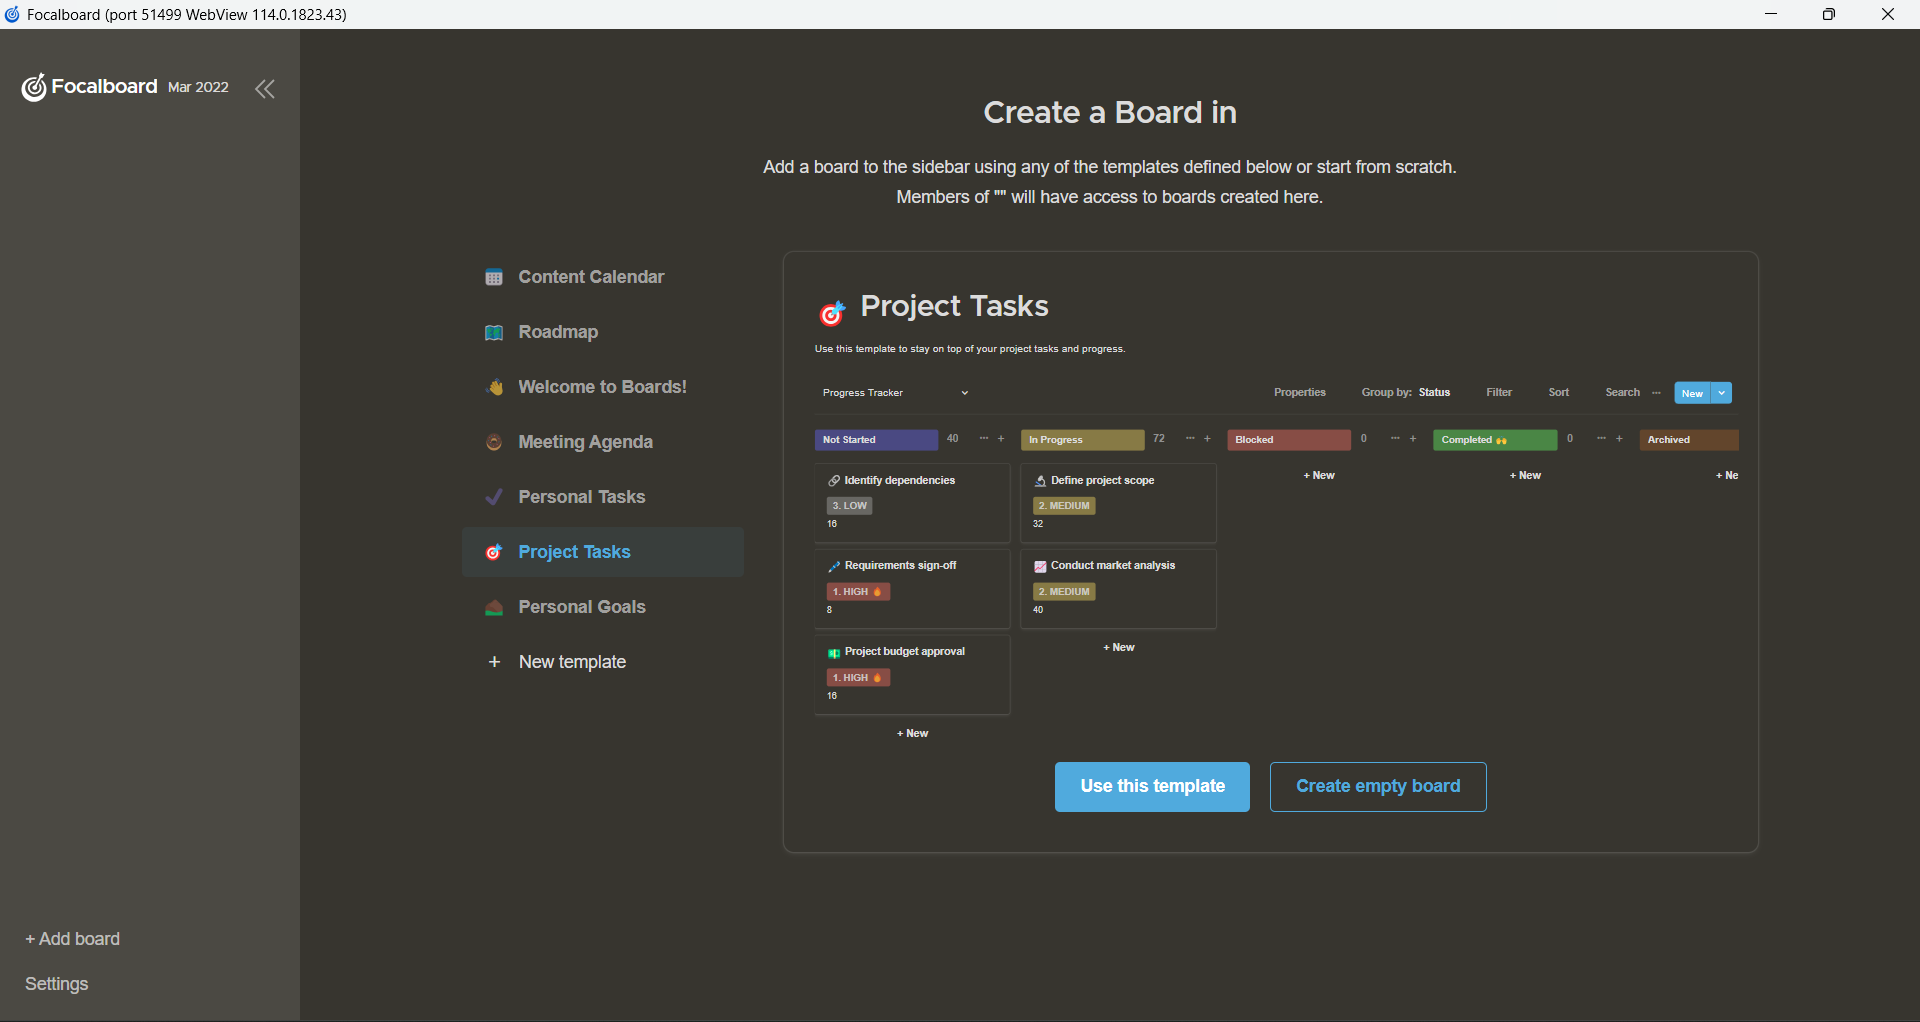 Focalboard (port 51499 WebView 114.0.1823.43)
Focalboard Mar 2022
Create a Board in
Add a board to the sidebar using any of the templates defined below or start from scratch.
Members of "" will have access to boards created here.
Content Calendar
Roadmap
Welcome to Boards!
Meeting Agenda
Personal Tasks
Project Tasks
Personal Goals
+ New template
Project Tasks
Use this template to stay on top of your project tasks and progress.
Progress Tracker
Properties Group by: Status Filter Sort Search ... New
Not Started 40 ... +
Identify dependencies
3. LOW
16
Requirements sign-off
1. HIGH 🔥
8
Project budget approval
1. HIGH 🔥
16
+ New
In Progress 72 ... +
Define project scope
2. MEDIUM
32
Conduct market analysis
2. MEDIUM
40
+ New
Blocked 0 ... +
+ New
Completed 🙌 0 ... +
+ New
Archived
+ Ne
Use this template
Create empty board
+ Add board
Settings